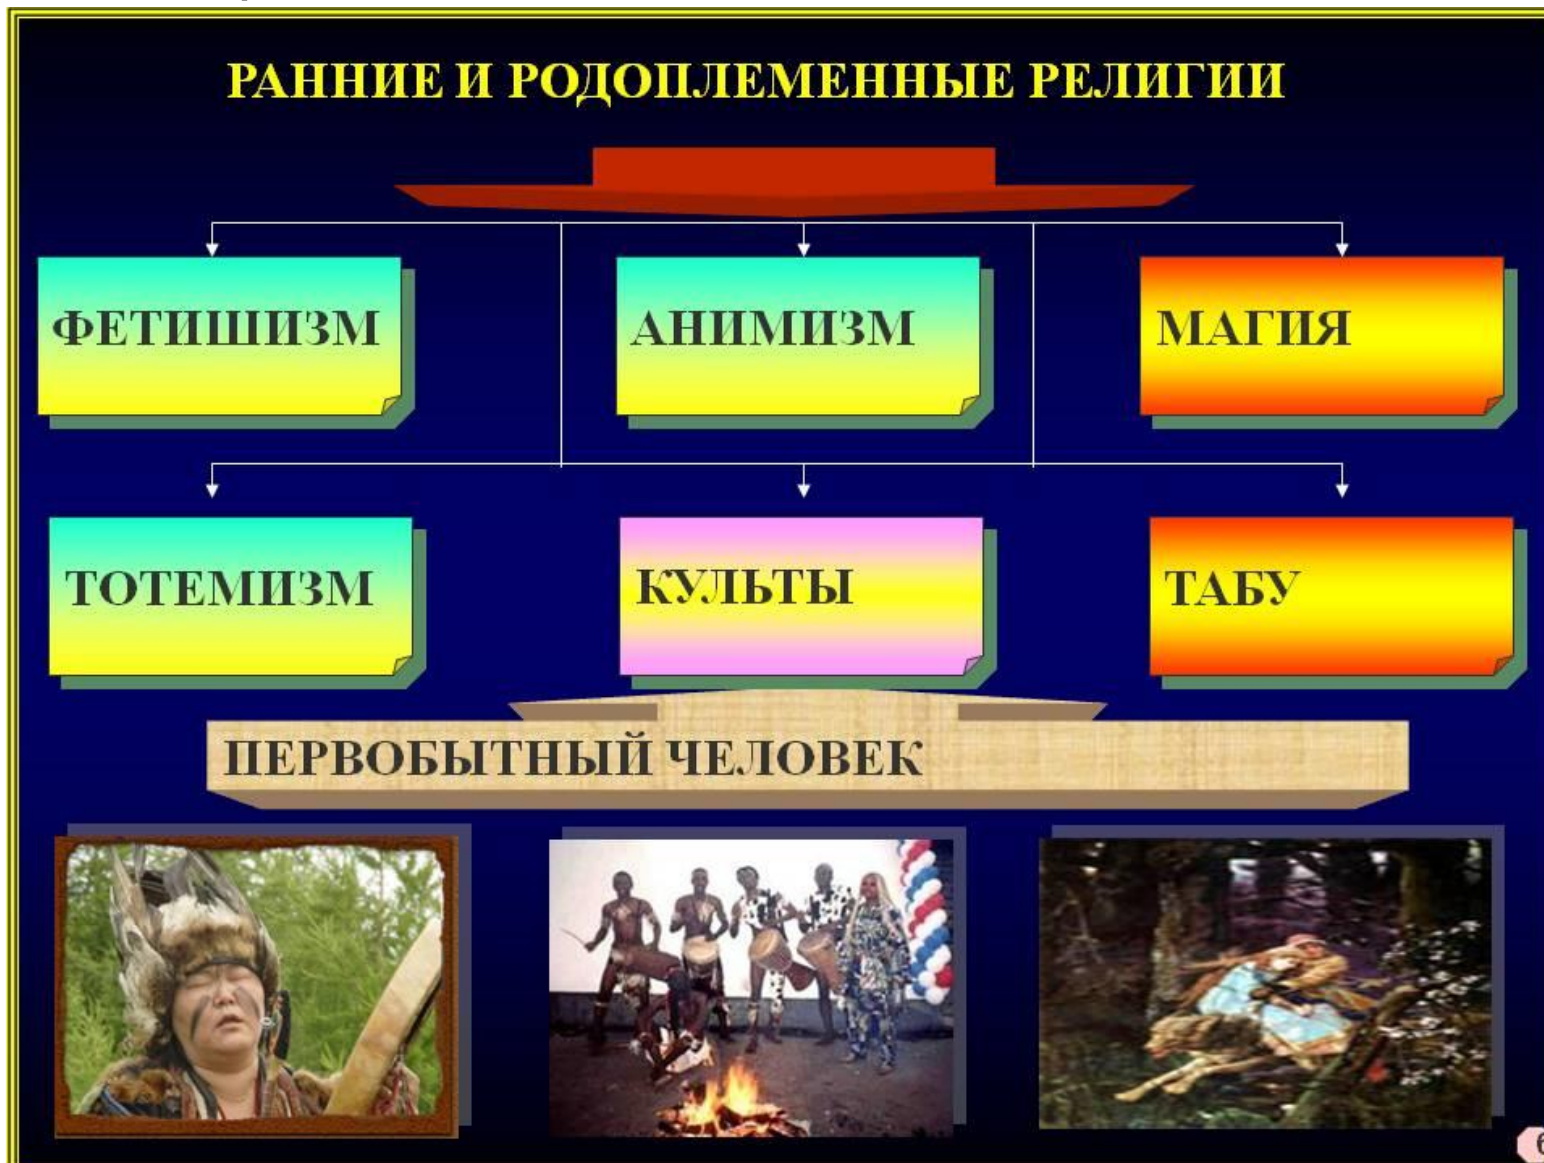 РАННИЕ И РОДОПЛЕМЕННЫЕ РЕЛИГИИ
ФЕТИШИЗМ
АНИМИЗМ
МАГИЯ
ТОТЕМИЗМ
КУЛЬТЫ
ТАБУ
ПЕРВОБЫТНЫЙ ЧЕЛОВЕК